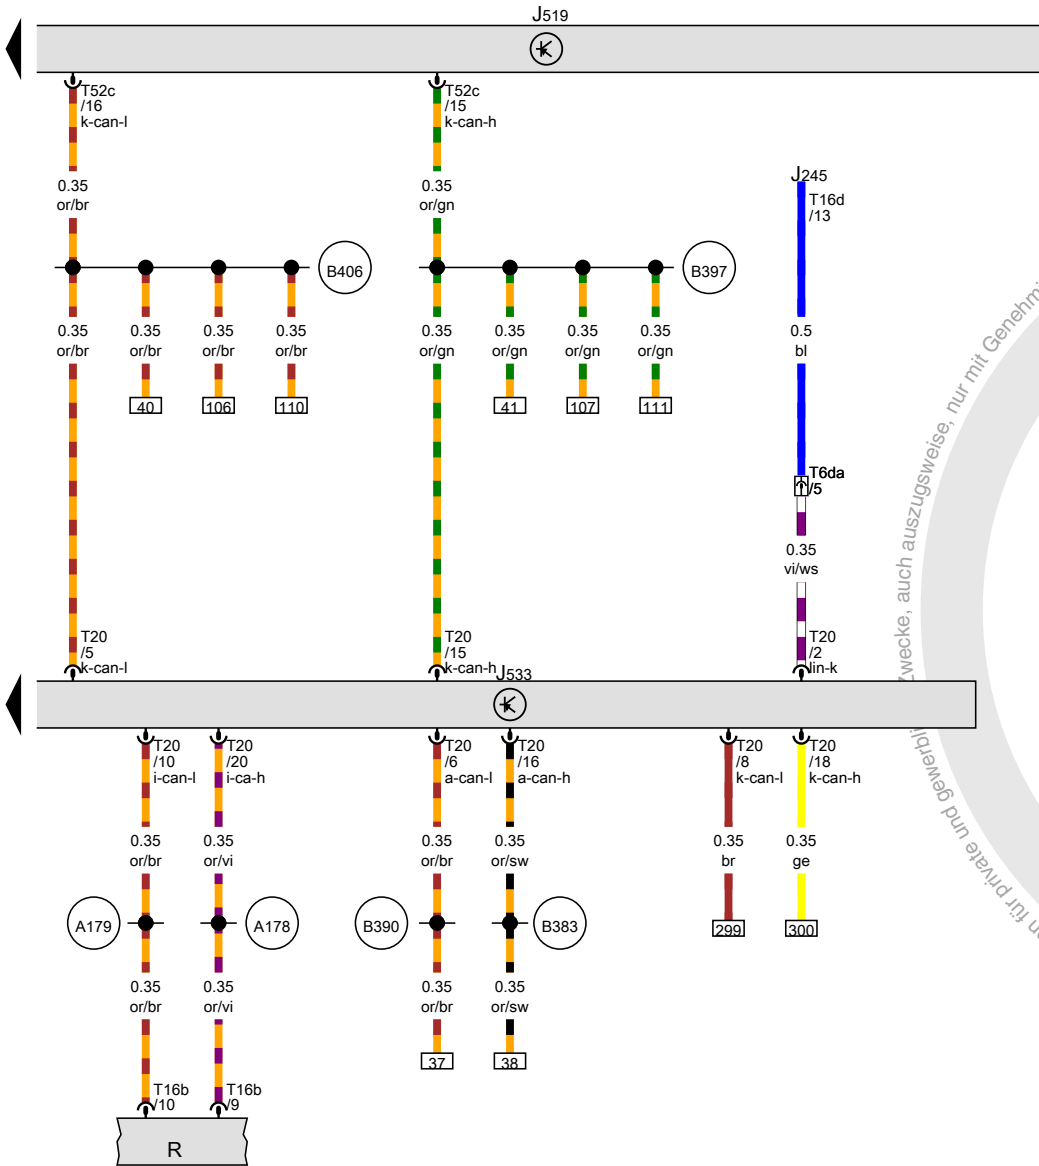 J519
T52c
/16
k-can-l
T52c
/15
k-can-h
J245
T16d
/13
0.35
or/br
0.35
or/gn
B406
B397
0.35
or/br
0.35
or/br
0.35
or/br
0.35
or/br
0.35
or/gn
0.35
or/gn
0.35
or/gn
0.35
or/gn
0.5
bl
40
106
110
41
107
111
T6da
/5
0.35
vi/ws
T20
/5
k-can-l
T20
/15
k-can-h
T20
/2
lin-k
J533
T20
/10
i-can-l
T20
/20
i-ca-h
T20
/6
a-can-l
T20
/16
a-can-h
T20
/8
k-can-l
T20
/18
k-can-h
0.35
or/br
0.35
or/vi
0.35
or/br
0.35
or/sw
0.35
br
0.35
ge
A179
A178
B390
B383
299
300
0.35
or/br
0.35
or/vi
0.35
or/br
0.35
or/sw
37
38
T16b
/10
T16b
/9
R
für private und gewerbli
Zwecke, auch auszugsweise, nur mit Genehmi